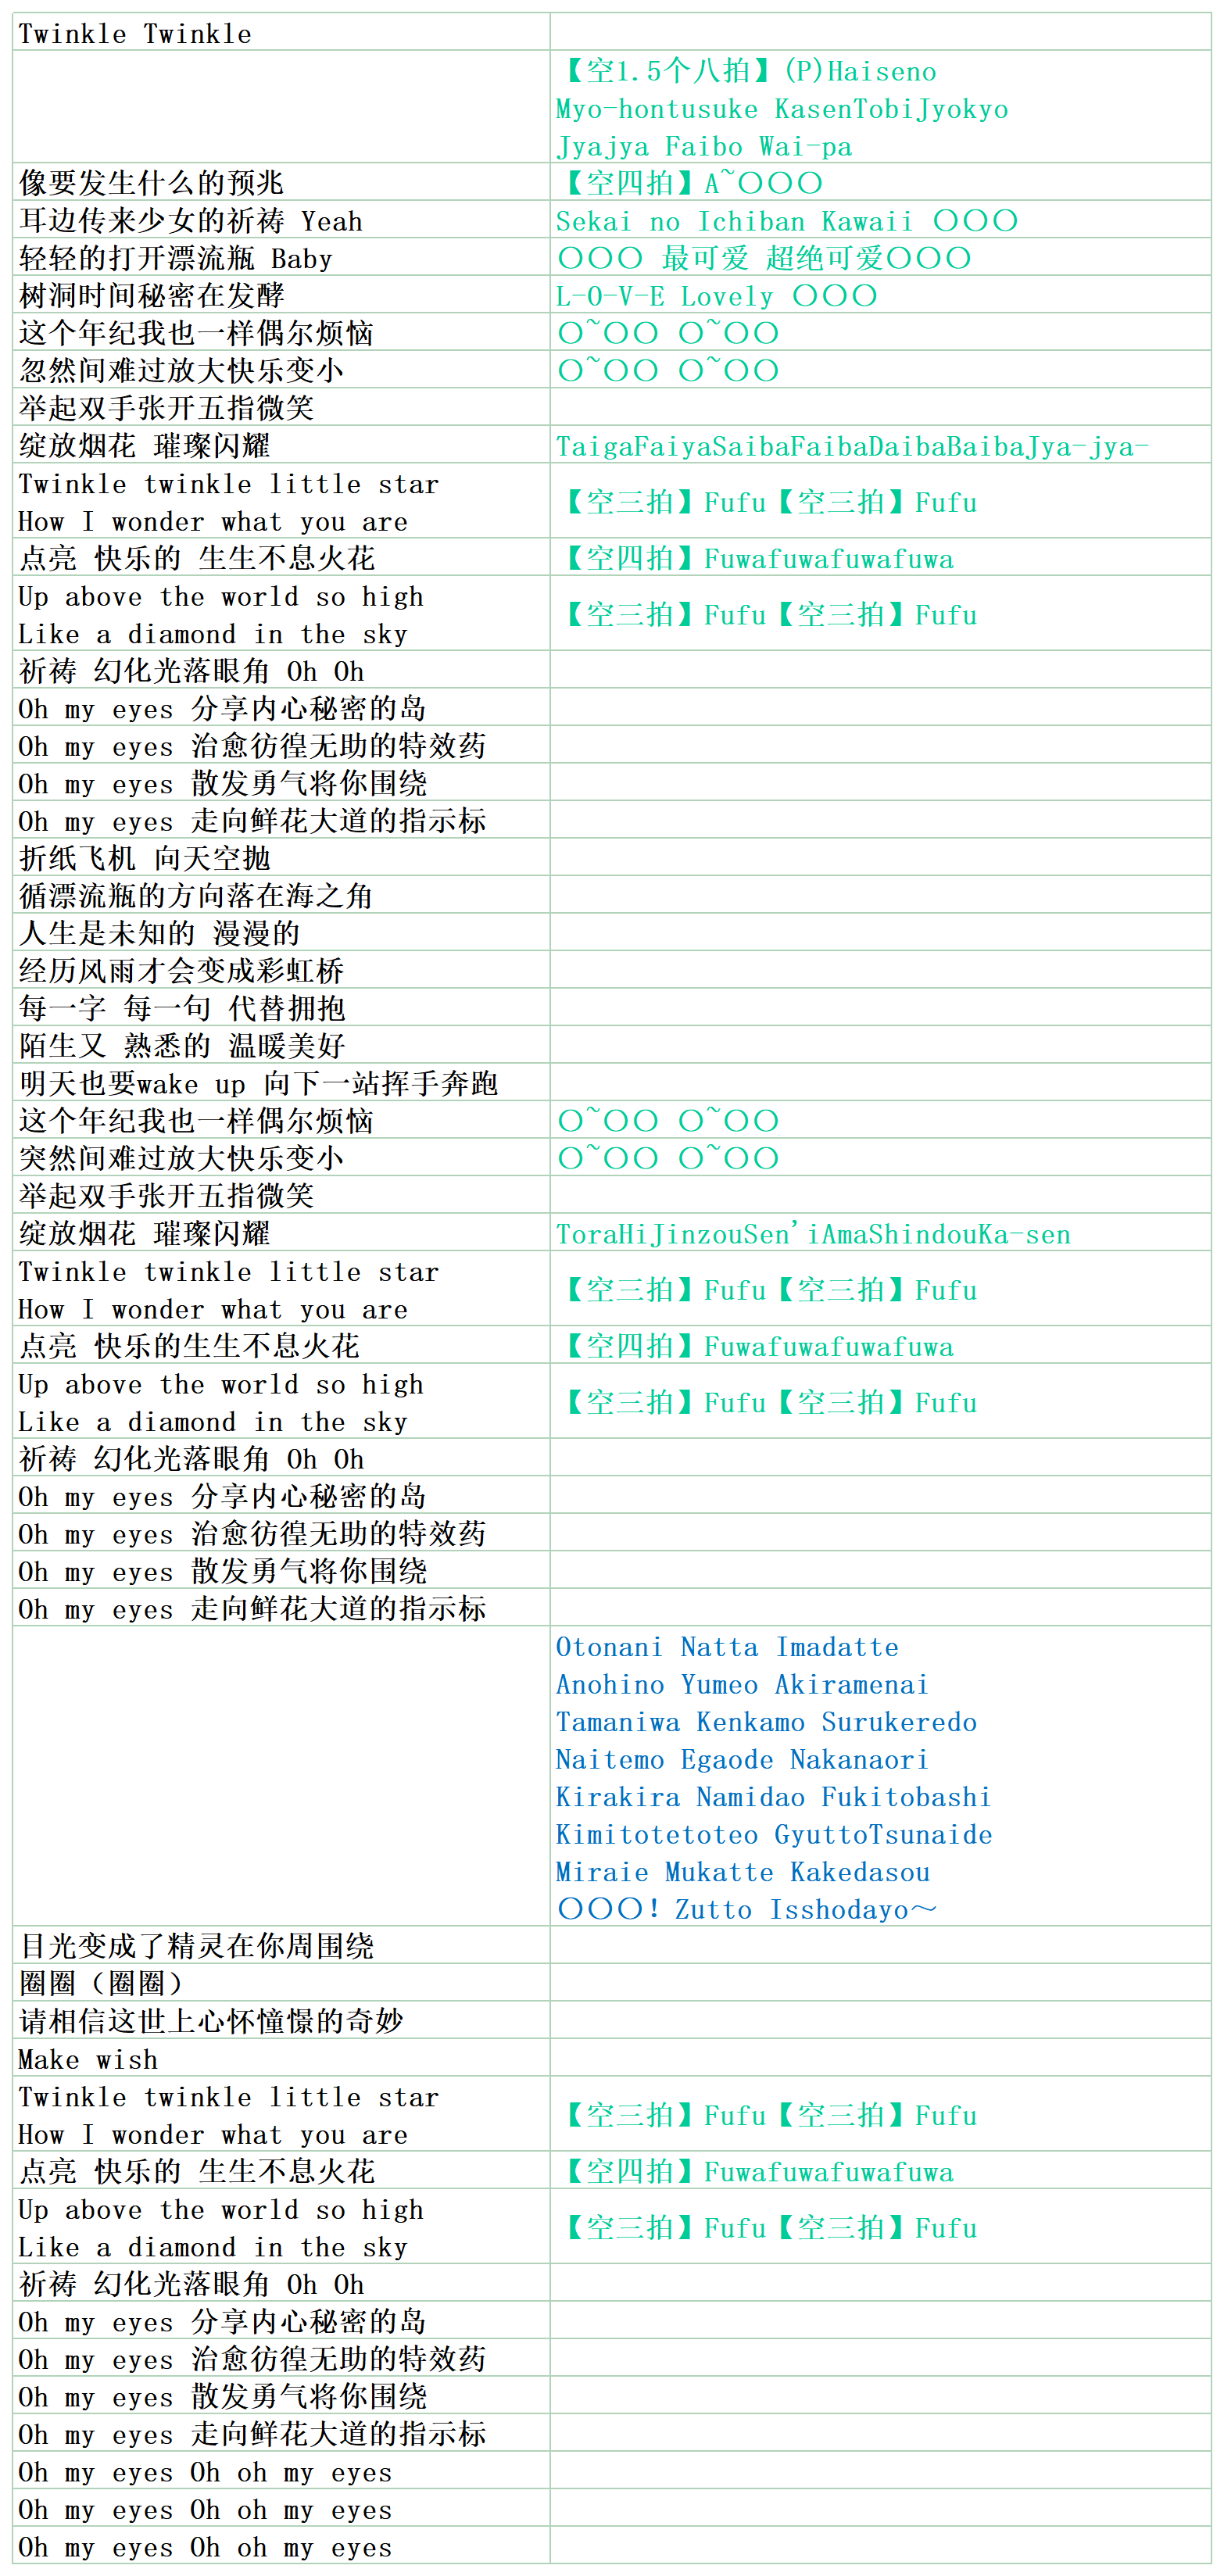 Twinkle Twinkle
【空1.5个八拍】(P)Haiseno
Myo-hontusuke KasenTobiJyokyo
Jyajya Faibo Wai-pa
像要发生什么的预兆
【空四拍】A~〇〇〇
耳边传来少女的祈祷 Yeah
Sekai no Ichiban Kawaii 〇〇〇
轻轻的打开漂流瓶 Baby
〇〇〇 最可爱 超绝可爱〇〇〇
树洞时间秘密在发酵
L-O-V-E Lovely 〇〇〇
这个年纪我也一样偶尔烦恼
〇~〇〇 〇~〇〇
忽然间难过放大快乐变小
〇~〇〇 〇~〇〇
举起双手张开五指微笑
绽放烟花 璀璨闪耀
TaigaFaiyaSaibaFaibaDaibaBaibaJya-jya-
Twinkle twinkle little star
How I wonder what you are
【空三拍】Fufu【空三拍】Fufu
点亮 快乐的 生生不息火花
【空四拍】Fuwafuwafuwafuwa
Up above the world so high
Like a diamond in the sky
【空三拍】Fufu【空三拍】Fufu
祈祷 幻化光落眼角 Oh Oh
Oh my eyes 分享内心秘密的岛
Oh my eyes 治愈彷徨无助的特效药
Oh my eyes 散发勇气将你围绕
Oh my eyes 走向鲜花大道的指示标
折纸飞机 向天空抛
循漂流瓶的方向落在海之角
人生是未知的 漫漫的
经历风雨才会变成彩虹桥
每一字 每一句 代替拥抱
陌生又 熟悉的 温暖美好
明天也要wake up 向下一站挥手奔跑
这个年纪我也一样偶尔烦恼
〇~〇〇 〇~〇〇
突然间难过放大快乐变小
〇~〇〇 〇~〇〇
举起双手张开五指微笑
绽放烟花 璀璨闪耀
ToraHiJinzouSen'iAmaShindouKa-sen
Twinkle twinkle little star
How I wonder what you are
【空三拍】Fufu【空三拍】Fufu
点亮 快乐的生生不息火花
【空四拍】Fuwafuwafuwafuwa
Up above the world so high
Like a diamond in the sky
【空三拍】Fufu【空三拍】Fufu
祈祷 幻化光落眼角 Oh Oh
Oh my eyes 分享内心秘密的岛
Oh my eyes 治愈彷徨无助的特效药
Oh my eyes 散发勇气将你围绕
Oh my eyes 走向鲜花大道的指示标
Otonani Natta Imadatte
Anohino Yumeo Akiramenai
Tamaniwa Kenkamo Surukeredo
Naitemo Egaode Nakanaori
Kirakira Namidao Fukitobashi
Kimitotetoteo GyuttoTsunaide
Miraie Mukatte Kakedasou
〇〇〇！Zutto Isshodayo～
目光变成了精灵在你周围绕
圈圈（圈圈）
请相信这世上心怀憧憬的奇妙
Make wish
Twinkle twinkle little star
How I wonder what you are
【空三拍】Fufu【空三拍】Fufu
点亮 快乐的 生生不息火花
【空四拍】Fuwafuwafuwafuwa
Up above the world so high
Like a diamond in the sky
【空三拍】Fufu【空三拍】Fufu
祈祷 幻化光落眼角 Oh Oh
Oh my eyes 分享内心秘密的岛
Oh my eyes 治愈彷徨无助的特效药
Oh my eyes 散发勇气将你围绕
Oh my eyes 走向鲜花大道的指示标
Oh my eyes Oh oh my eyes
Oh my eyes Oh oh my eyes
Oh my eyes Oh oh my eyes